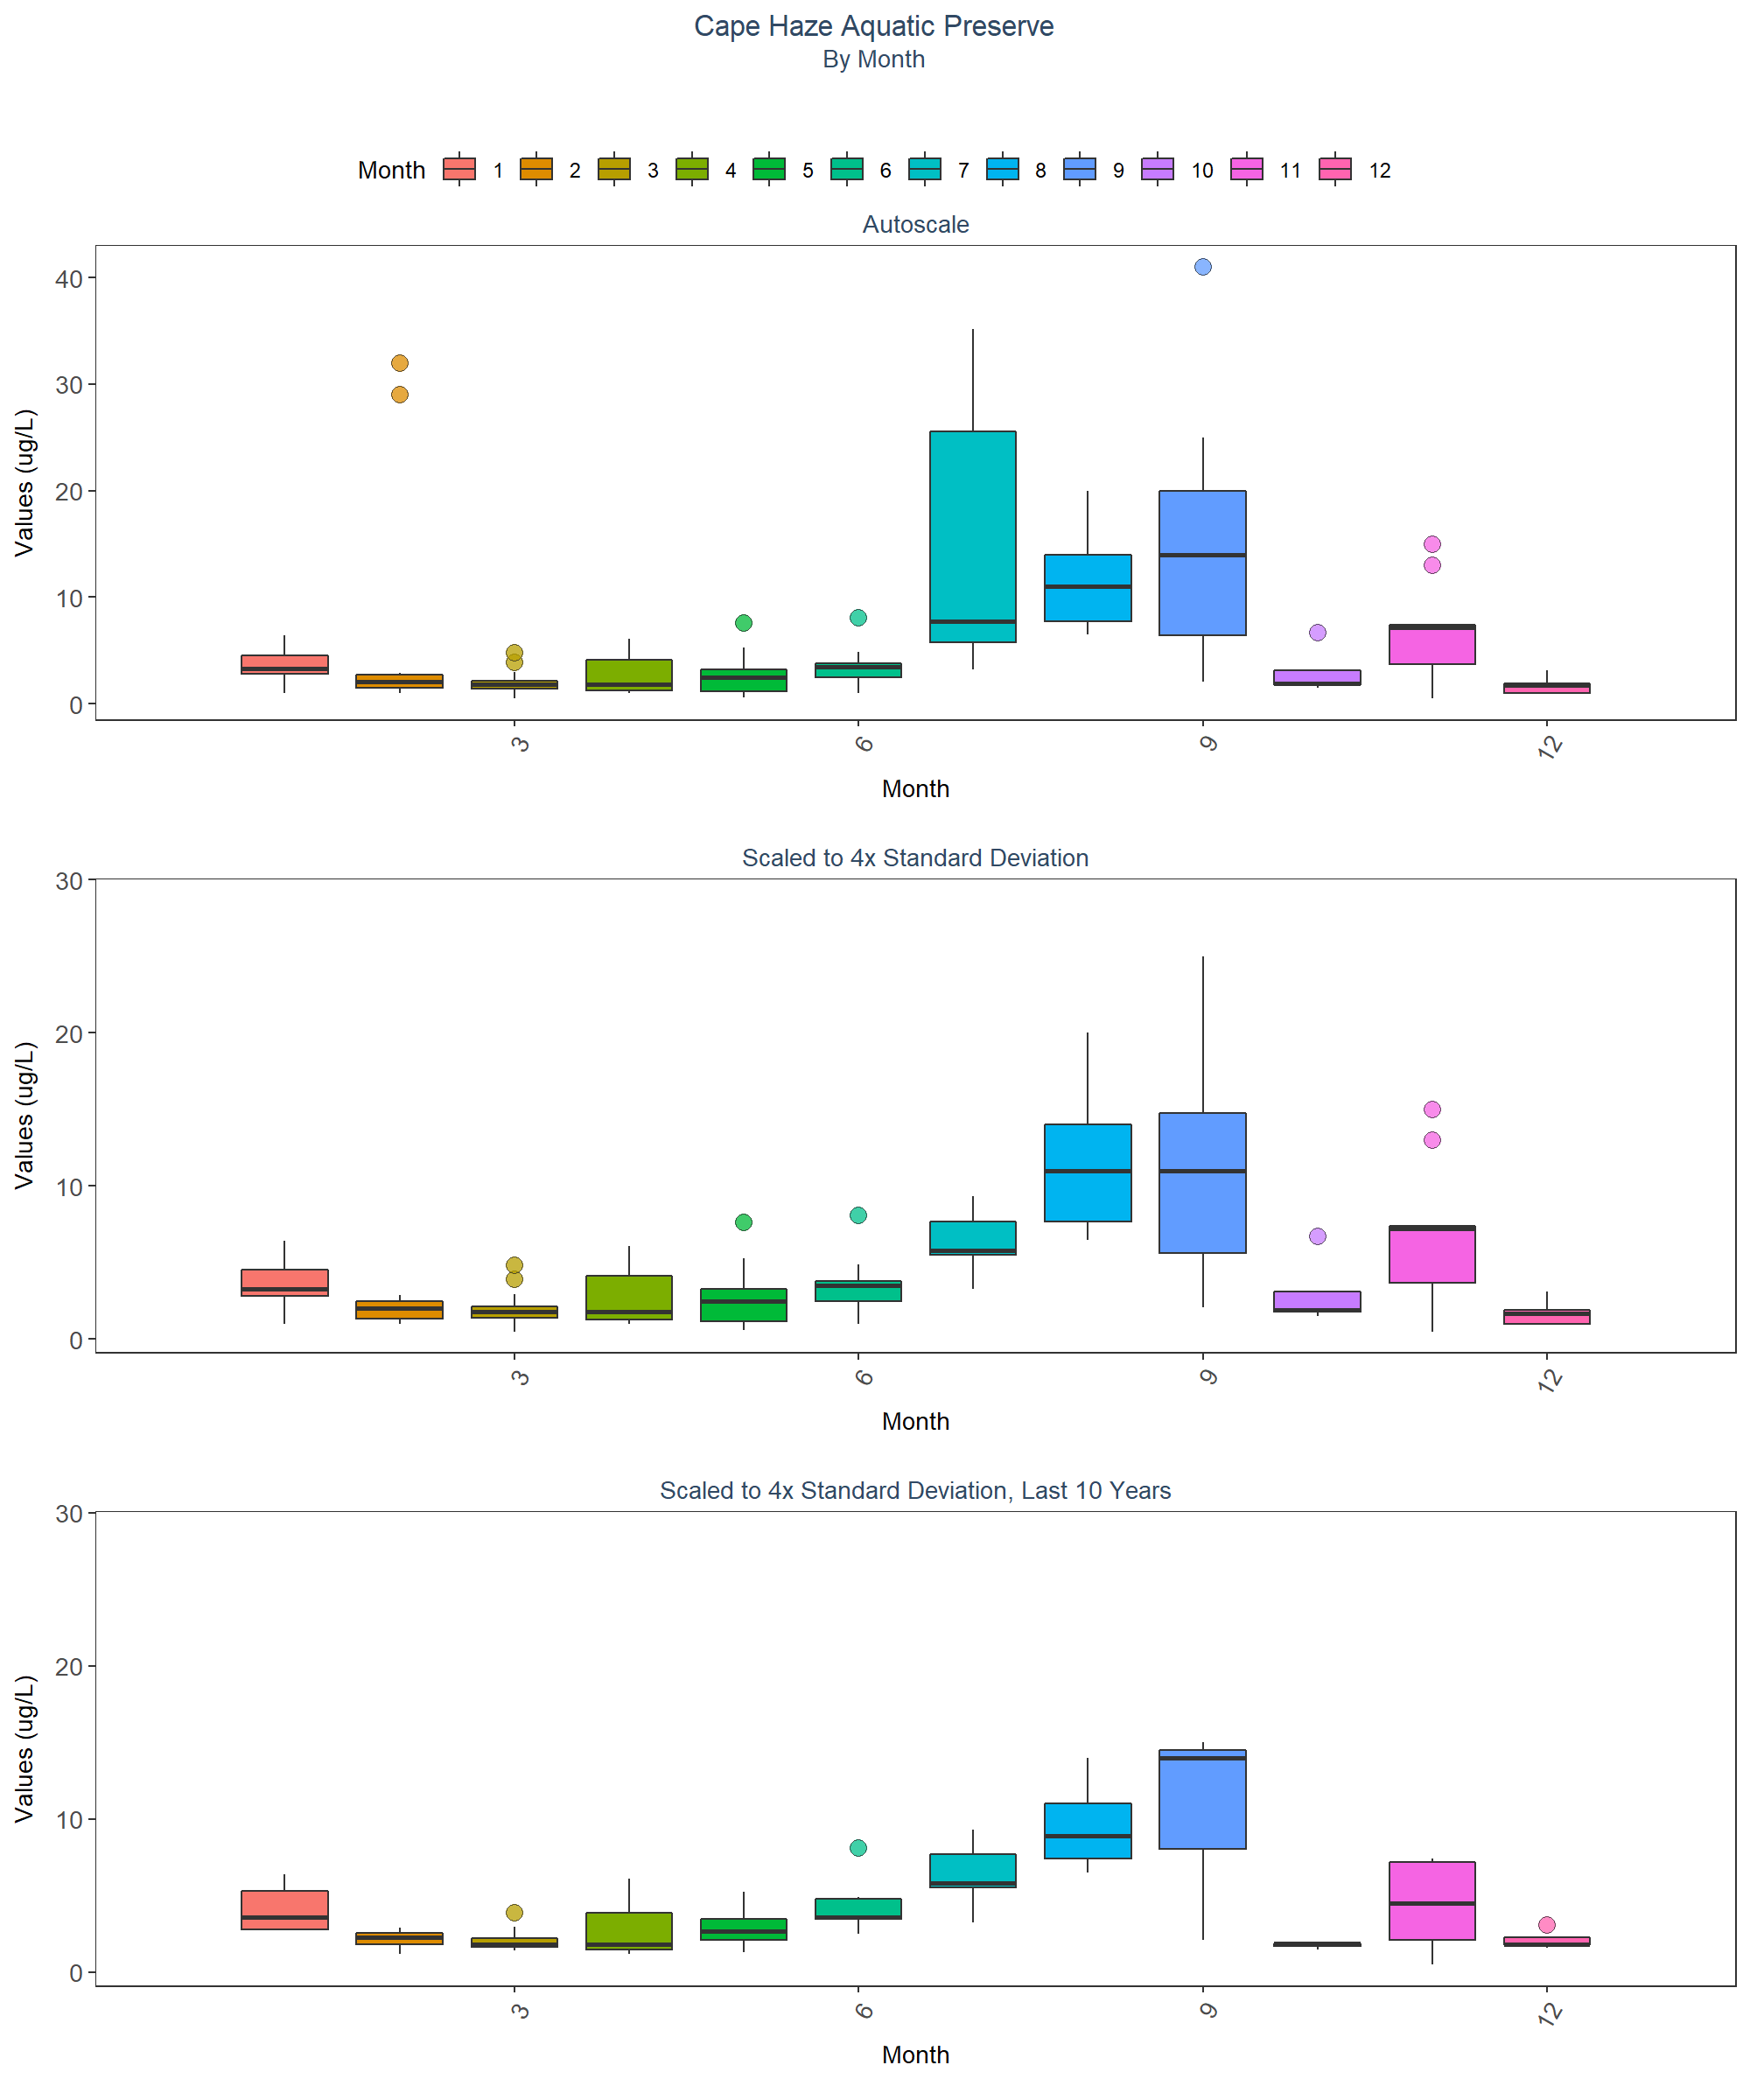 Cape Haze Aquatic Preserve
By Month
Month 1 2 3 4 5 6 7 8 9 10 11 12
Autoscale
40
30
20
10
0
Values (ug/L)
3 6 9 12
Month
Scaled to 4x Standard Deviation
30
20
10
0
Values (ug/L)
3 6 9 12
Month
Scaled to 4x Standard Deviation, Last 10 Years
30
20
10
0
Values (ug/L)
3 6 9 12
Month